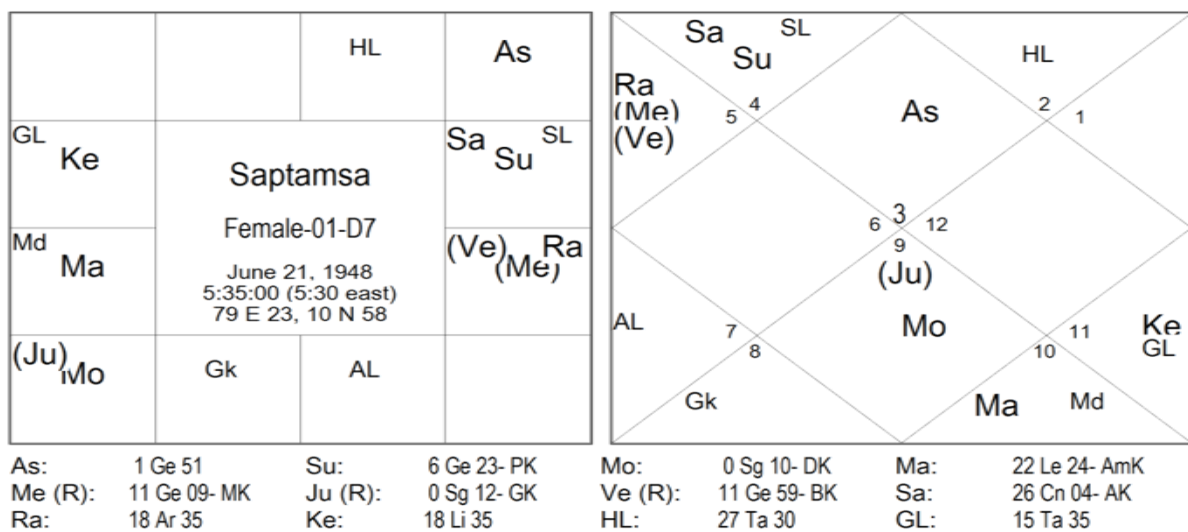 HL As
GL Ke Sa Su SL
Saptamsa
Female-01-D7
Md Ma (Ve) (Me) Ra
June 21, 1948
5:35:00 (5:30 east)
79 E 23, 10 N 58
(Ju) Mo Gk AL
Sa Su SL HL
Ra (Me) (Ve) 5 4 As 2 1
6 3 12
9
(Ju)
AL 7 8 Mo 10 11 Ke GL
Gk Ma Md
As: 1 Ge 51 Su: 6 Ge 23- PK Mo: 0 Sg 10- DK Ma: 22 Le 24- AmK
Me (R): 11 Ge 09- MK Ju (R): 0 Sg 12- GK Ve (R): 11 Ge 59- BK Sa: 26 Cn 04- AK
Ra: 18 Ar 35 Ke: 18 Li 35 HL: 27 Ta 30 GL: 15 Ta 35